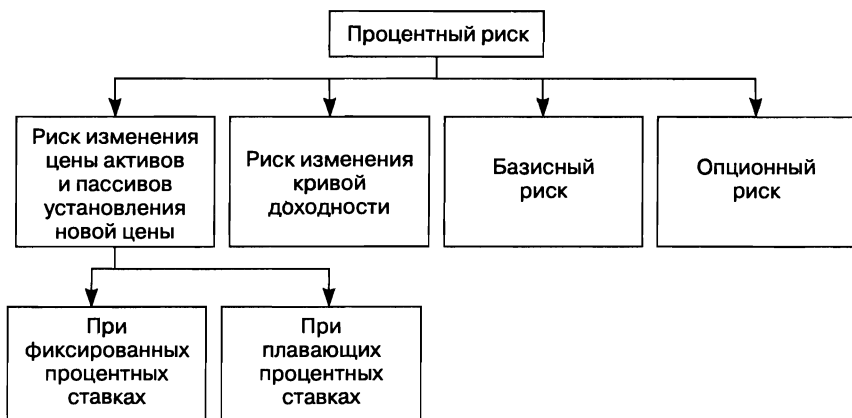 Процентный риск
Риск изменения
цены активов
и пассивов
установления
новой цены
Риск изменения
кривой
доходности
Базисный
риск
Опционный
риск
При
фиксированных
процентных
ставках
При
плавающих
процентных
ставках